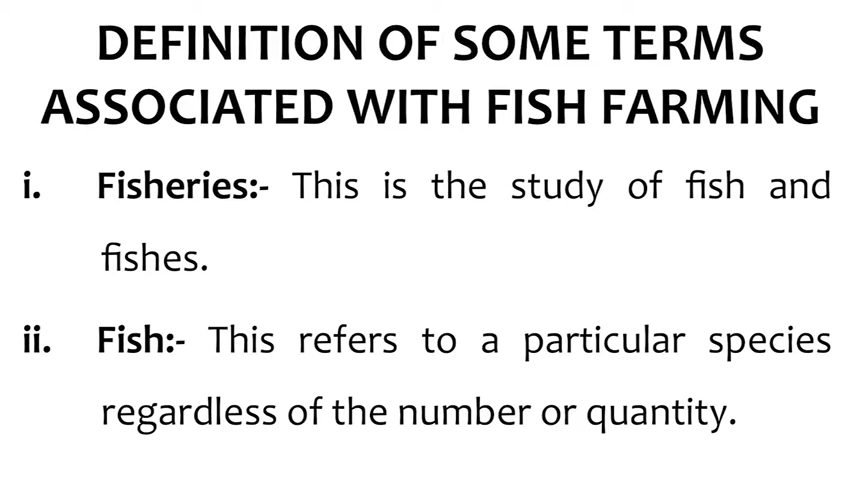 DEFINITION OF SOME TERMS
ASSOCIATED WITH FISH FARMING
i. Fisheries:- This is the study of fish and
fishes.
ii. Fish:- This refers to a particular species
regardless of the number or quantity.